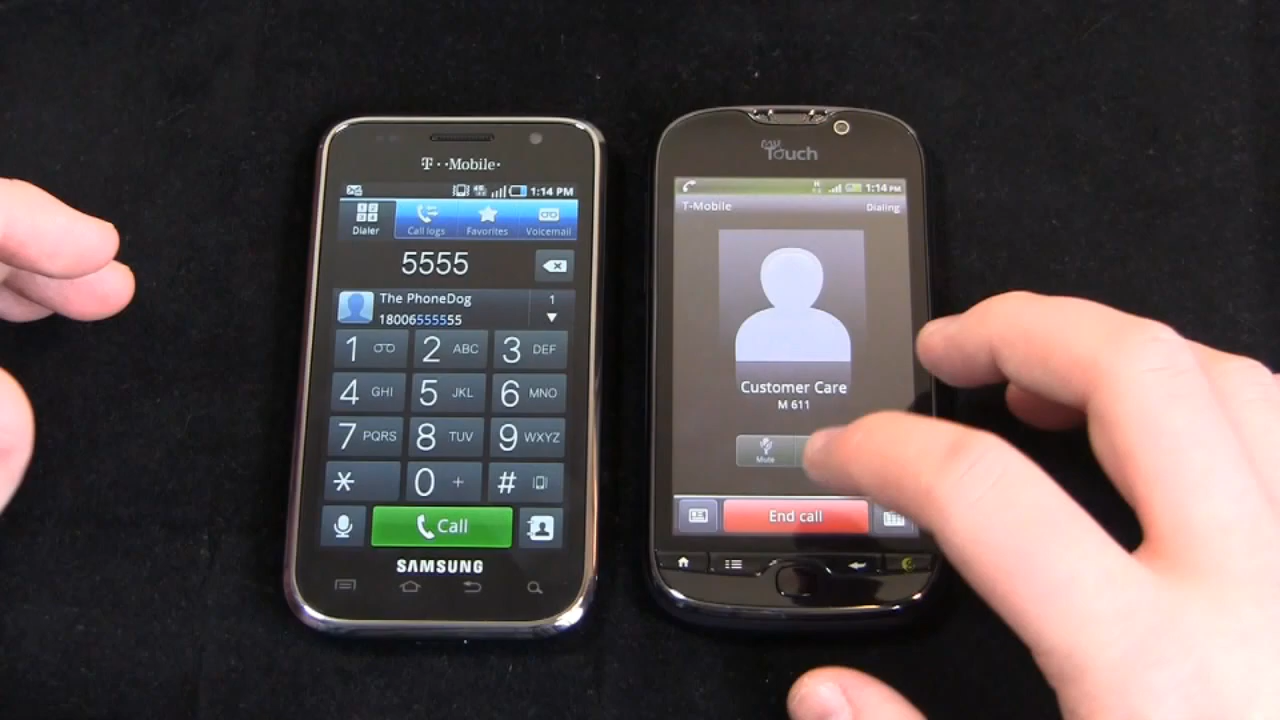 T··Mobile·
1:14 PM
Dialer Call logs Favorites Voicemail
5555
The PhoneDog 1
18006555555
1 2 ABC 3 DEF
4 GHI 5 JKL 6 MNO
7 PQRS 8 TUV 9 WXYZ
* 0 + #
Call
SAMSUNG
my Touch
H 1:14 PM
T-Mobile Dialing
Customer Care
M 611
Mute
End call